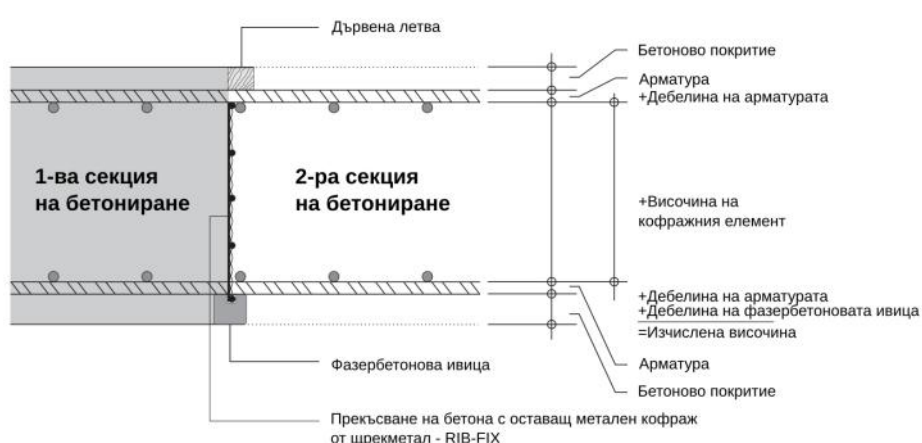 Дървена летва
Бетоново покритие
Арматура
+Дебелина на арматурата
1-ва секция
на бетониране
2-ра секция
на бетониране
+Височина на
кофражния елемент
+Дебелина на арматурата
+Дебелина на фазербетоновата ивица
=Изчислена височина
Фазербетонова ивица
Арматура
Бетоново покритие
Прекъсване на бетона с оставащ метален кофраж
от щрекметал - RIB-FIX